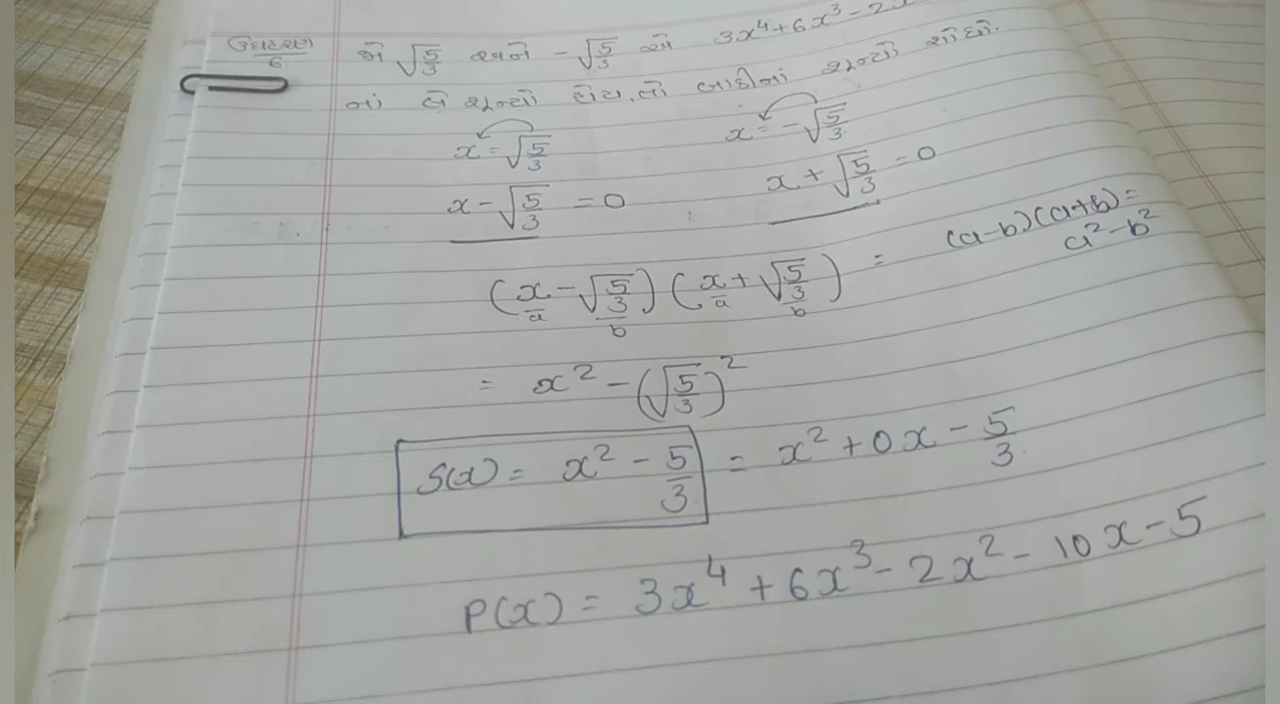 ઉદાહરણ 6 જો √5/3 અને -√5/3 એ 3x⁴+6x³-2
નાં બે શૂન્યો હોય, તો બાકીનાં શૂન્યો શોધો.
x = √5/3 x = -√5/3
x - √5/3 = 0 x + √5/3 = 0
(x - √5/3) (x + √5/3) = (a-b)(a+b) =
a b a b a²-b²
= x² - (√5/3)²
S(x) = x² - 5/3 = x² + 0x - 5/3
P(x) = 3x⁴ + 6x³ - 2x² - 10x - 5